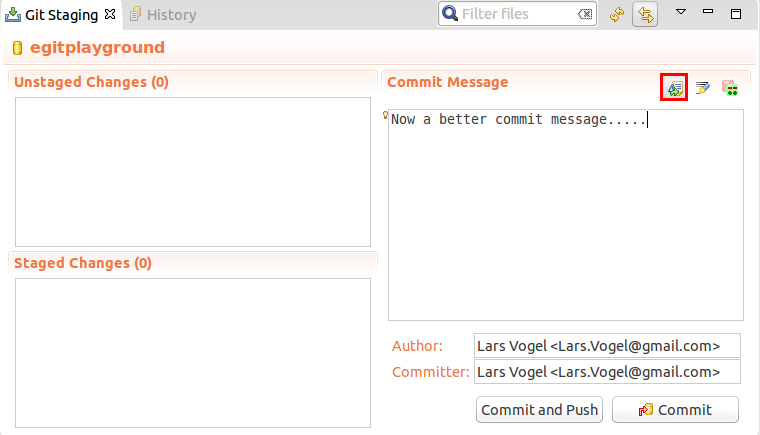 Git Staging
History
Filter files
egitplayground
Unstaged Changes (0)
Staged Changes (0)
Commit Message
Now a better commit message.....
Author: Lars Vogel <Lars.Vogel@gmail.com>
Committer: Lars Vogel <Lars.Vogel@gmail.com>
Commit and Push
Commit